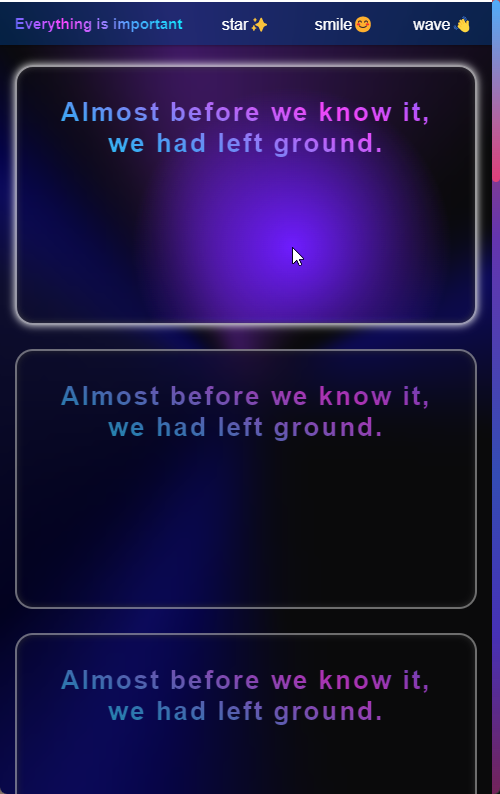 Everything is important star✨ smile😊 wave👋
Almost before we know it,
we had left ground.
Almost before we know it,
we had left ground.
Almost before we know it,
we had left ground.